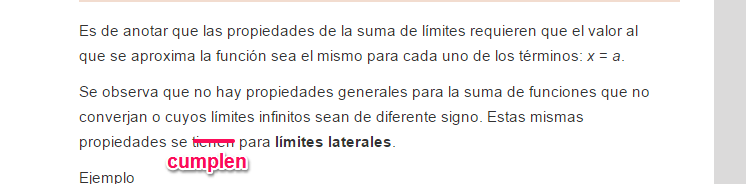 Es de anotar que las propiedades de la suma de límites requieren que el valor al
que se aproxima la función sea el mismo para cada uno de los términos: x = a.
Se observa que no hay propiedades generales para la suma de funciones que no
converjan o cuyos límites infinitos sean de diferente signo. Estas mismas
propiedades se tienen para límites laterales.
cumplen
Ejemplo